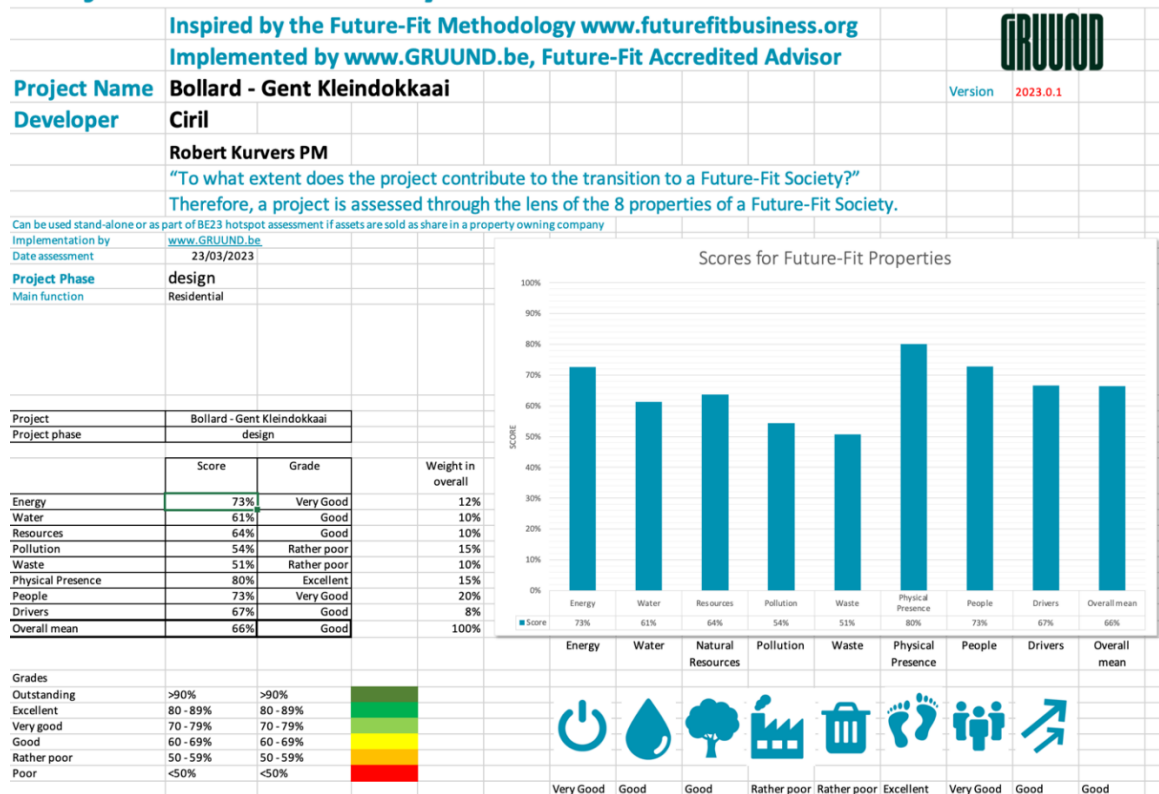 Inspired by the Future-Fit Methodology www.futurefitbusiness.org
GRUUND
Implemented by www.GRUUND.be, Future-Fit Accredited Advisor
Project Name Bollard - Gent Kleindokkaai
Version 2023.0.1
Developer Ciril
Robert Kurvers PM
“To what extent does the project contribute to the transition to a Future-Fit Society?”
Therefore, a project is assessed through the lens of the 8 properties of a Future-Fit Society.
Can be used stand-alone or as part of BE23 hotspot assessment if assets are sold as share in a property owning company
Implementation by www.GRUUND.be
Date assessment 23/03/2023
Project Phase design
Main function Residential
Project Bollard - Gent Kleindokkaai
Project phase design
Score Grade Weight in
overall
Energy 73% Very Good 12%
Water 61% Good 10%
Resources 64% Good 10%
Pollution 54% Rather poor 15%
Waste 51% Rather poor 10%
Physical Presence 80% Excellent 15%
People 73% Very Good 20%
Drivers 67% Good 8%
Overall mean 66% Good 100%
Scores for Future-Fit Properties
100%
90%
80%
70%
60%
50%
40%
30%
20%
10%
0%
SCORE
Energy Water Resources Pollution Waste Physical Presence People Drivers Overall mean
Score 73% 61% 64% 54% 51% 80% 73% 67% 66%
Energy Water Natural Pollution Waste Physical People Drivers Overall
Resources Presence mean
Grades
Outstanding >90% >90%
Excellent 80 - 89% 80 - 89%
Very good 70 - 79% 70 - 79%
Good 60 - 69% 60 - 69%
Rather poor 50 - 59% 50 - 59%
Poor <50% <50%
Very Good Good Good Rather poor Rather poor Excellent Very Good Good Good